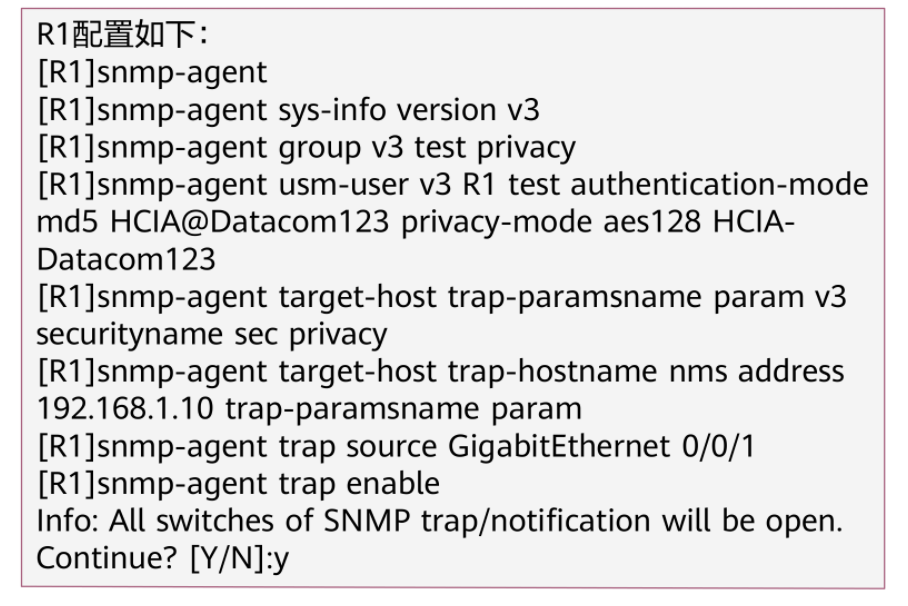 R1配置如下：
[R1]snmp-agent
[R1]snmp-agent sys-info version v3
[R1]snmp-agent group v3 test privacy
[R1]snmp-agent usm-user v3 R1 test authentication-mode
md5 HCIA@Datacom123 privacy-mode aes128 HCIA-
Datacom123
[R1]snmp-agent target-host trap-paramsname param v3
securityname sec privacy
[R1]snmp-agent target-host trap-hostname nms address
192.168.1.10 trap-paramsname param
[R1]snmp-agent trap source GigabitEthernet 0/0/1
[R1]snmp-agent trap enable
Info: All switches of SNMP trap/notification will be open.
Continue? [Y/N]:y